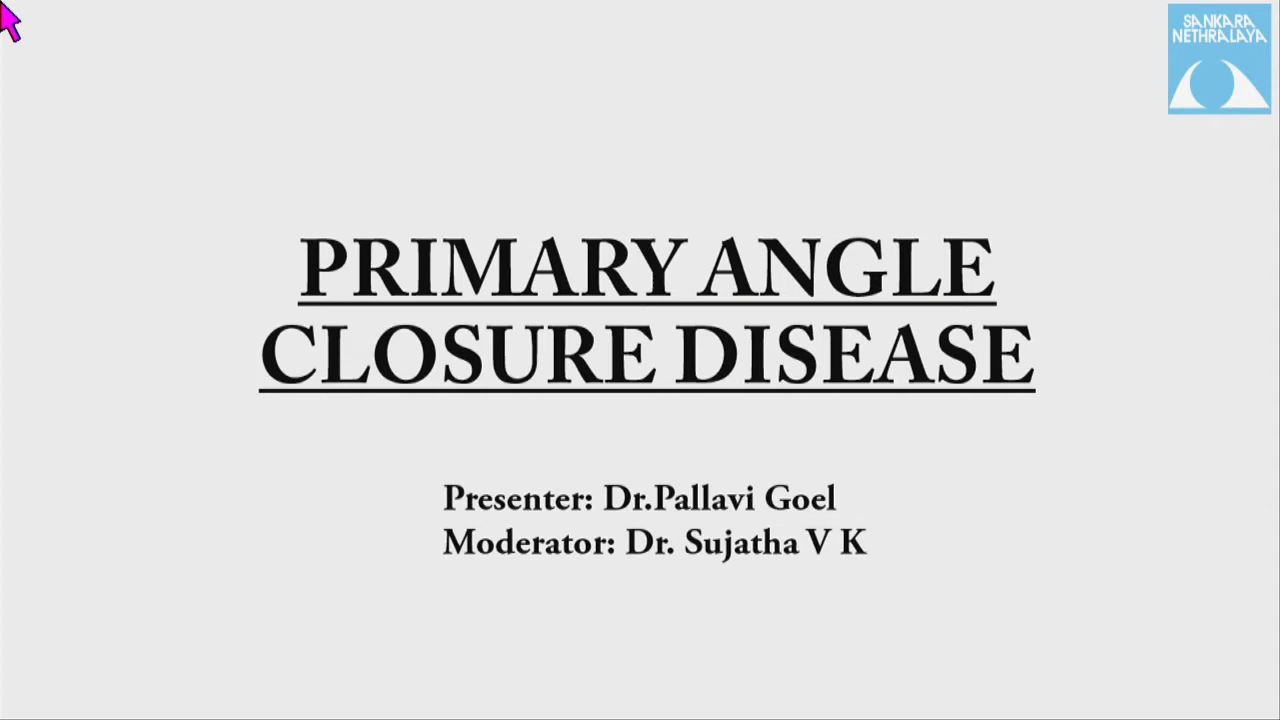 SANKARA
NETHRALAYA
PRIMARY ANGLE
CLOSURE DISEASE
Presenter: Dr.Pallavi Goel
Moderator: Dr. Sujatha V K